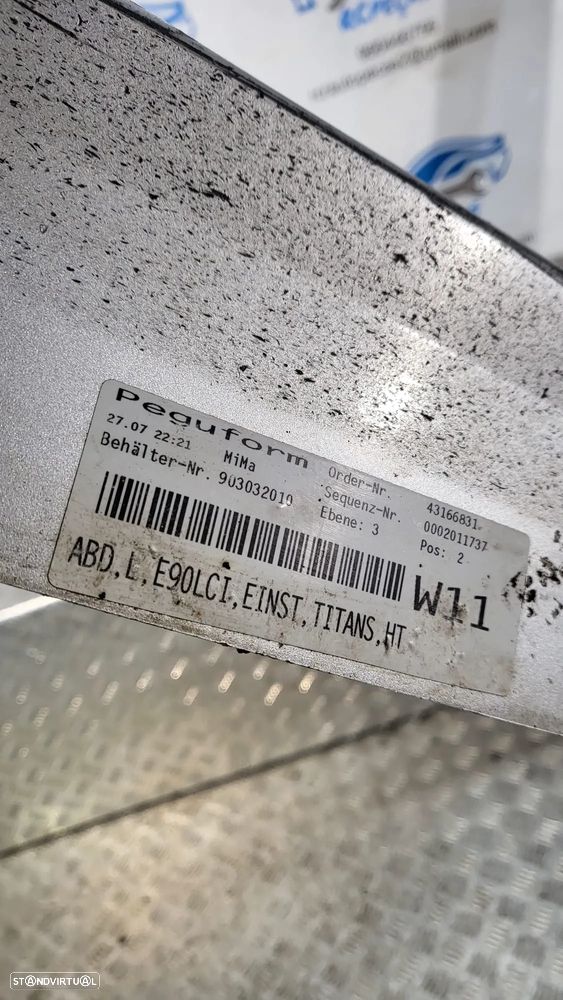 Peguform
27.07 22:21 MiMa Order-Nr. 43166831
Behälter-Nr. 903032010 Sequenz-Nr. 0002011737
Ebene: 3 Pos: 2
W11
ABD,L,E90LCI,EINST,TITANS,HT
STANDVIRTUAL